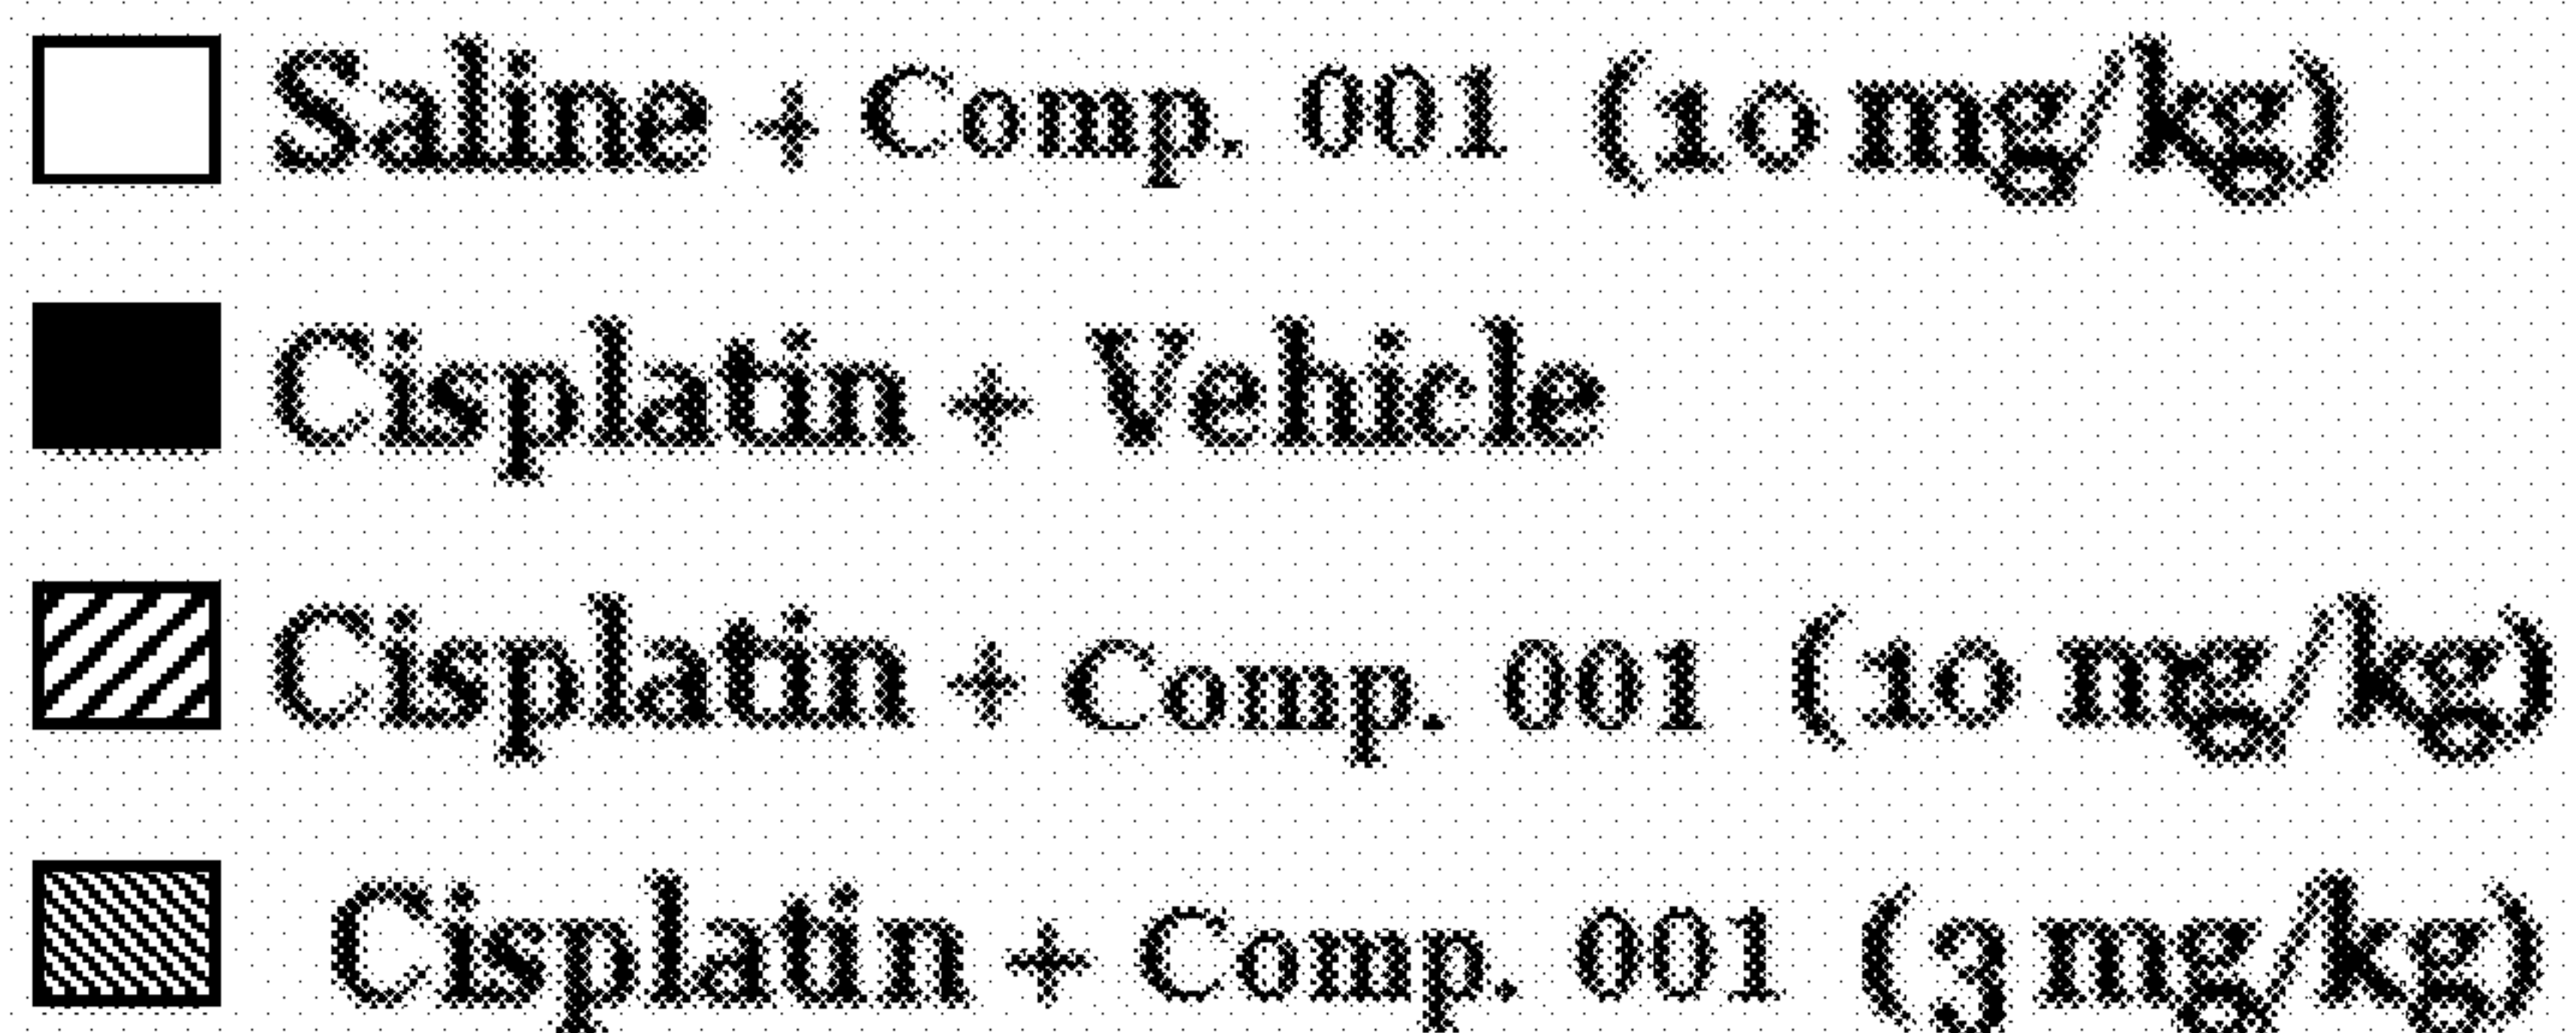 Saline + Comp. 001 (10 mg/kg)
Cisplatin + Vehicle
Cisplatin + Comp. 001 (10 mg/kg)
Cisplatin + Comp. 001 (3 mg/kg)